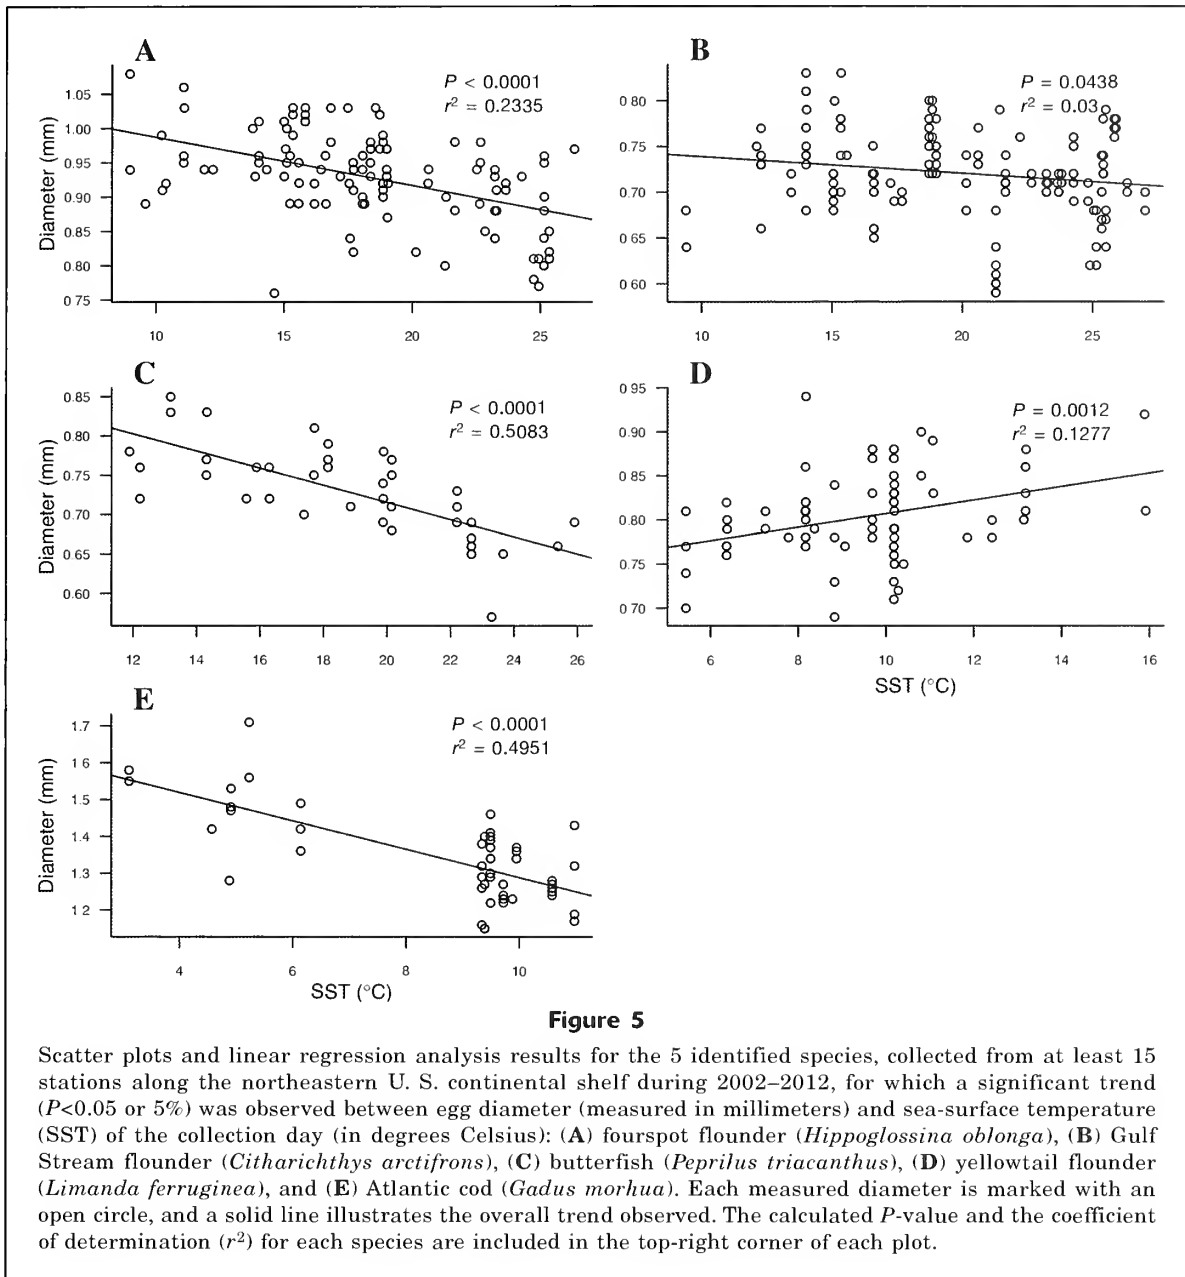 A
P < 0.0001
r² = 0.2335
Diameter (mm)
1.05
1.00
0.95
0.90
0.85
0.80
0.75
10 15 20 25
B
P = 0.0438
r² = 0.03
0.80
0.75
0.70
0.65
0.60
10 15 20 25
C
P < 0.0001
r² = 0.5083
Diameter (mm)
0.85
0.80
0.75
0.70
0.65
0.60
12 14 16 18 20 22 24 26
D
P = 0.0012
r² = 0.1277
0.95
0.90
0.85
0.80
0.75
0.70
6 8 10 12 14 16
SST (°C)
E
P < 0.0001
r² = 0.4951
Diameter (mm)
1.7
1.6
1.5
1.4
1.3
1.2
4 6 8 10
SST (°C)
Figure 5
Scatter plots and linear regression analysis results for the 5 identified species, collected from at least 15
stations along the northeastern U. S. continental shelf during 2002–2012, for which a significant trend
(P<0.05 or 5%) was observed between egg diameter (measured in millimeters) and sea-surface temperature
(SST) of the collection day (in degrees Celsius): (A) fourspot flounder (Hippoglossina oblonga), (B) Gulf
Stream flounder (Citharichthys arctifrons), (C) butterfish (Peprilus triacanthus), (D) yellowtail flounder
(Limanda ferruginea), and (E) Atlantic cod (Gadus morhua). Each measured diameter is marked with an
open circle, and a solid line illustrates the overall trend observed. The calculated P-value and the coefficient
of determination (r²) for each species are included in the top-right corner of each plot.